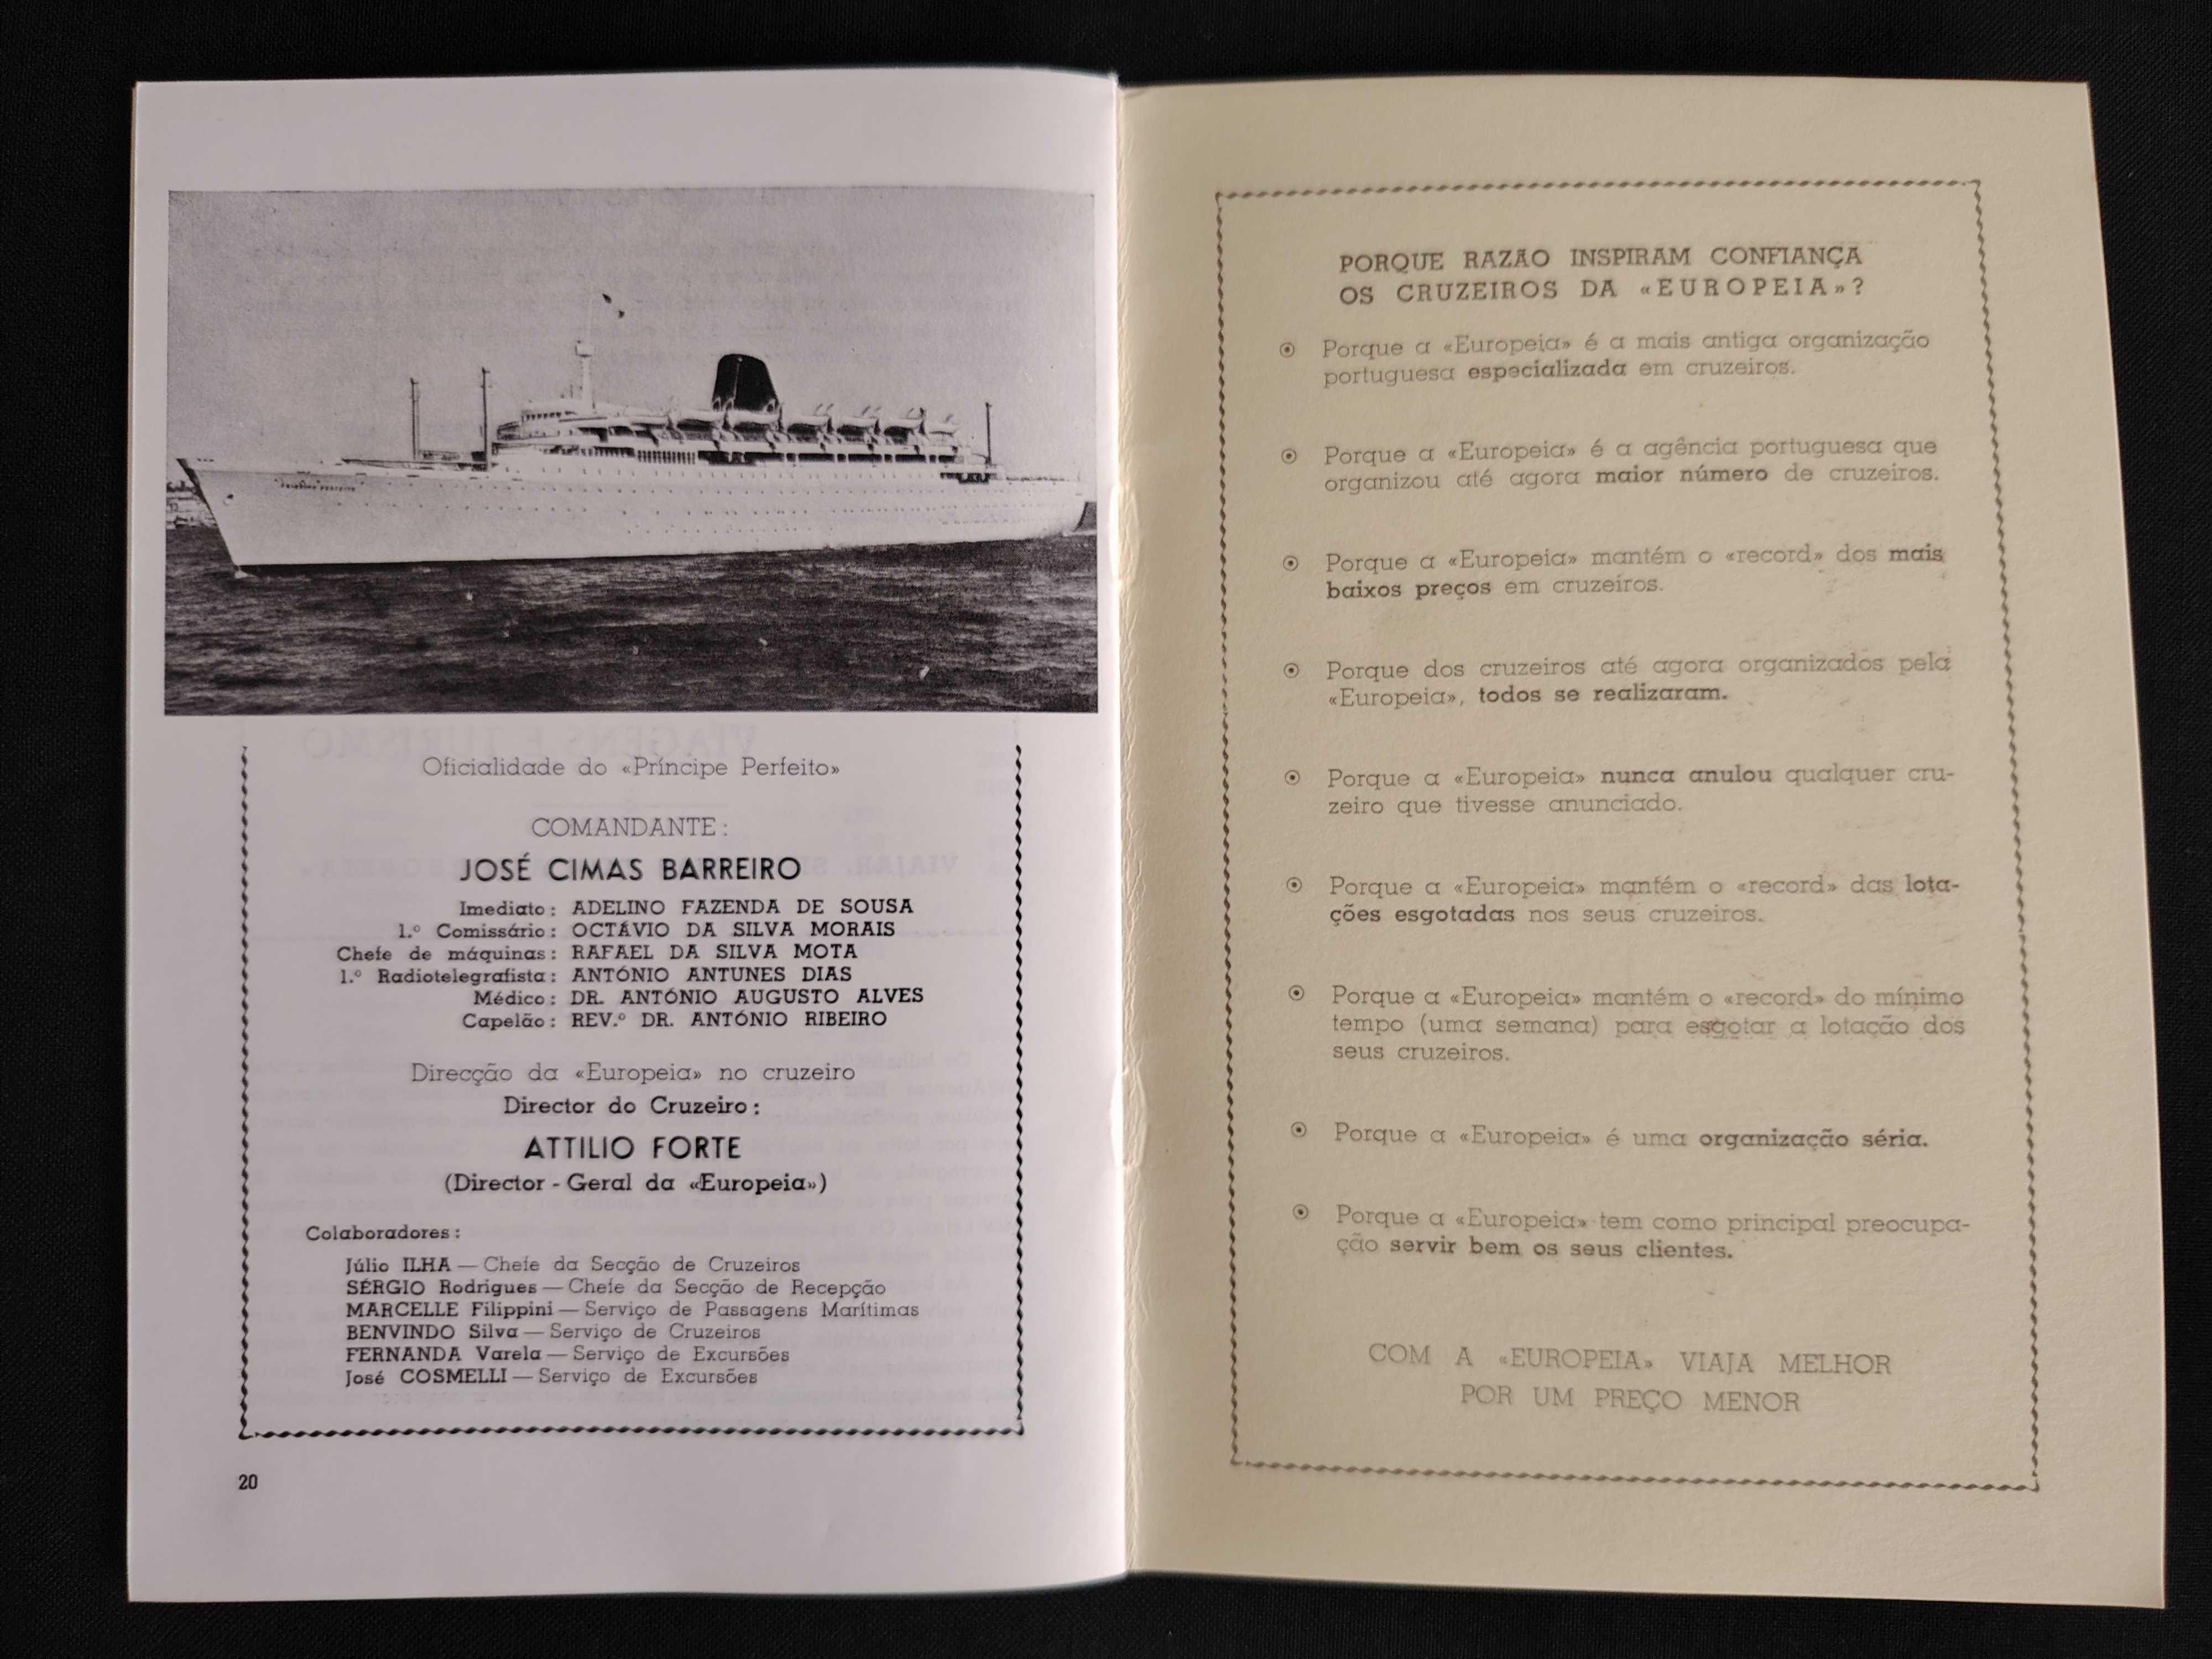 Oficialidade do «Príncipe Perfeito»
COMANDANTE:
JOSÉ CIMAS BARREIRO
Imediato: ADELINO FAZENDA DE SOUSA
1.º Comissário: OCTÁVIO DA SILVA MORAIS
Chefe de máquinas: RAFAEL DA SILVA MOTA
1.º Radiotelegrafista: ANTÓNIO ANTUNES DIAS
Médico: DR. ANTÓNIO AUGUSTO ALVES
Capelão: REV.º DR. ANTÓNIO RIBEIRO
Direcção da «Europeia» no cruzeiro
Director do Cruzeiro:
ATTILIO FORTE
(Director - Geral da «Europeia»)
Colaboradores:
Júlio ILHA — Chefe da Secção de Cruzeiros
SÉRGIO Rodrigues — Chefe da Secção de Recepção
MARCELLE Filippini — Serviço de Passagens Marítimas
BENVINDO Silva — Serviço de Cruzeiros
FERNANDA Varela — Serviço de Excursões
José COSMELLI — Serviço de Excursões
20
PORQUE RAZAO INSPIRAM CONFIANÇA
OS CRUZEIROS DA «EUROPEIA»?
Porque a «Europeia» é a mais antiga organização
portuguesa especializada em cruzeiros.
Porque a «Europeia» é a agência portuguesa que
organizou até agora maior número de cruzeiros.
Porque a «Europeia» mantém o «record» dos mais
baixos preços em cruzeiros.
Porque dos cruzeiros até agora organizados pela
«Europeia», todos se realizaram.
Porque a «Europeia» nunca anulou qualquer cru-
zeiro que tivesse anunciado.
Porque a «Europeia» mantém o «record» das lota-
ções esgotadas nos seus cruzeiros.
Porque a «Europeia» mantém o «record» do mínimo
tempo (uma semana) para esgotar a lotação dos
seus cruzeiros.
Porque a «Europeia» é uma organização séria.
Porque a «Europeia» tem como principal preocupa-
ção servir bem os seus clientes.
COM A «EUROPEIA» VIAJA MELHOR
POR UM PREÇO MENOR